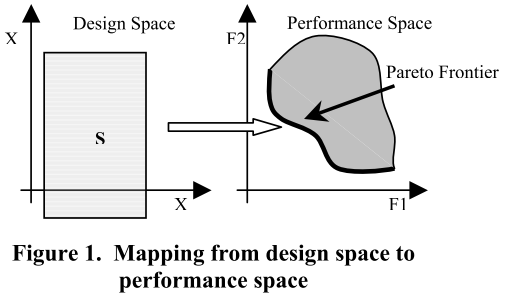 Design Space
Performance Space
X
F2
Pareto Frontier
S
X
F1
Figure 1. Mapping from design space to
performance space